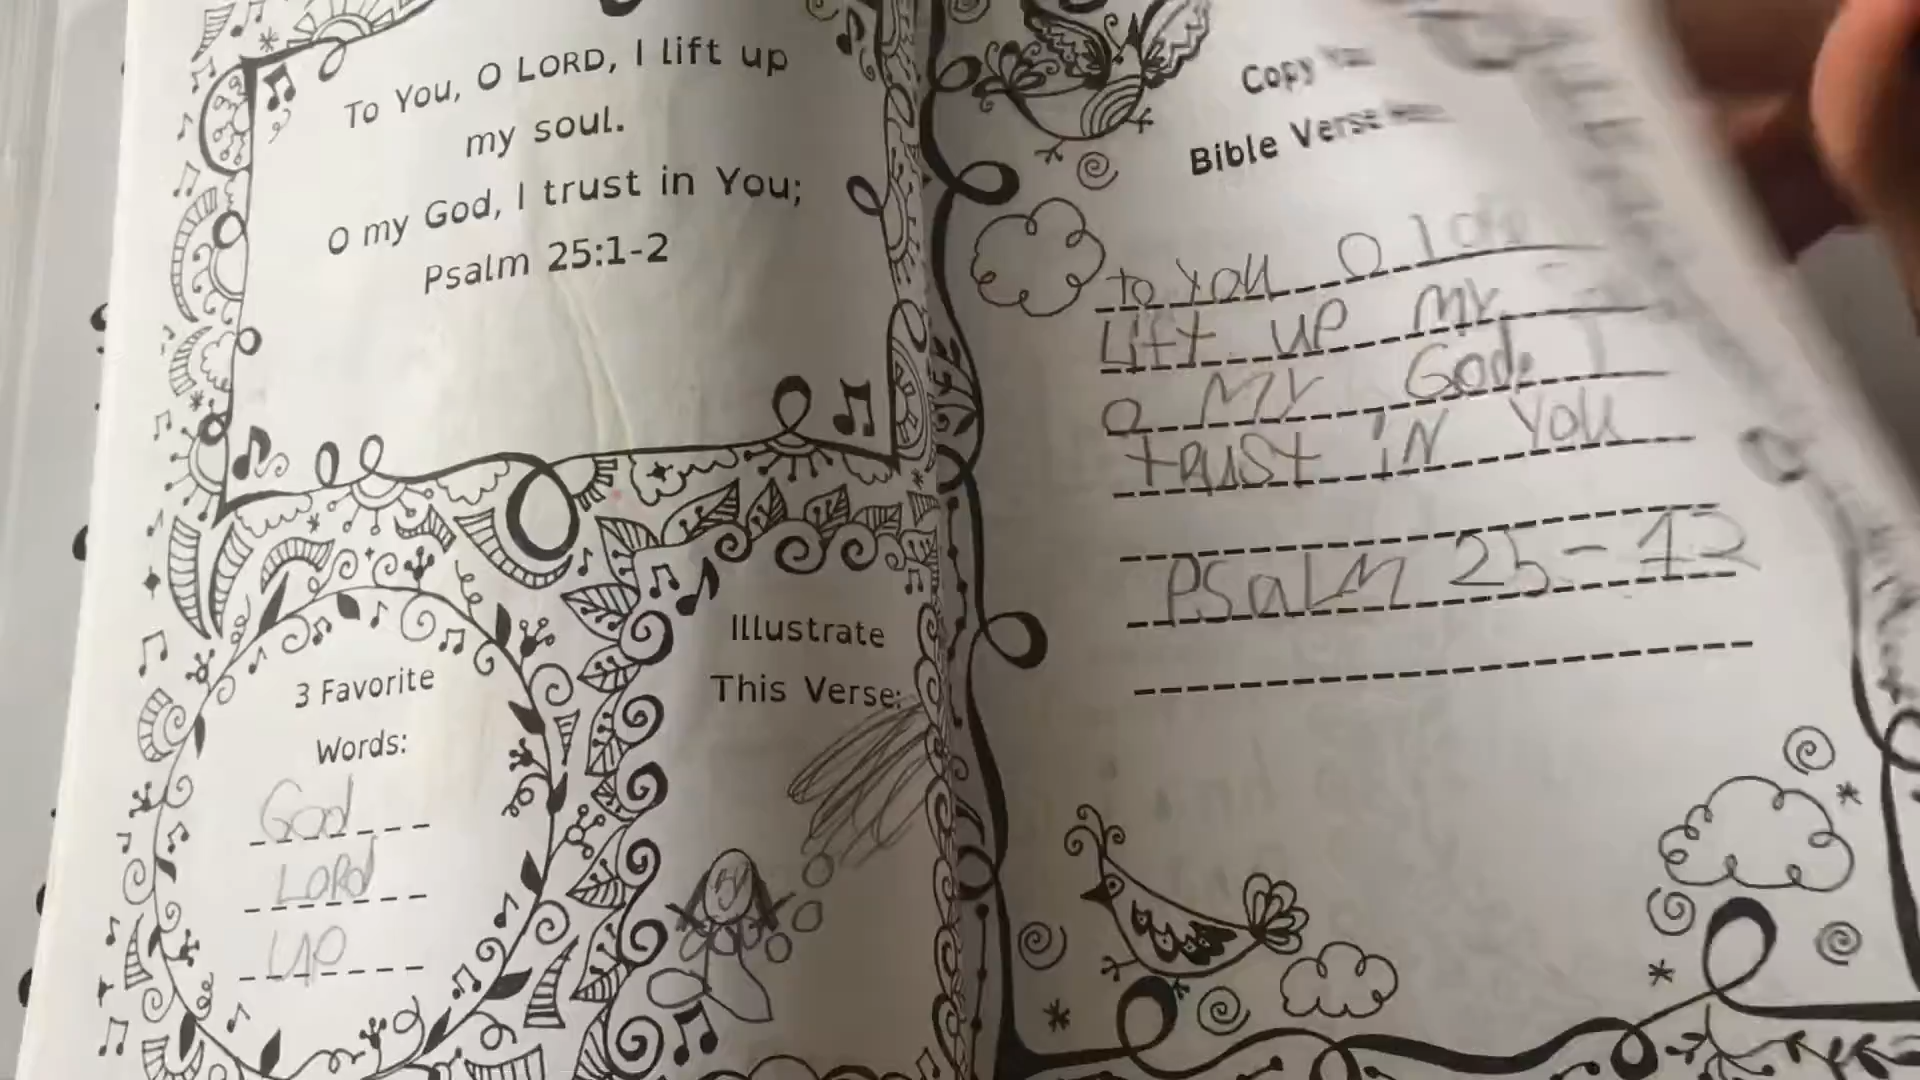 To You, O LORD, I lift up
my soul.
O my God, I trust in You;
Psalm 25:1-2
3 Favorite
Words:
God
LORd
UP
Illustrate
This Verse:
Copy
Bible Verse
to you O
Lift up my
O my God, I
trust in you
Psalm 25-12